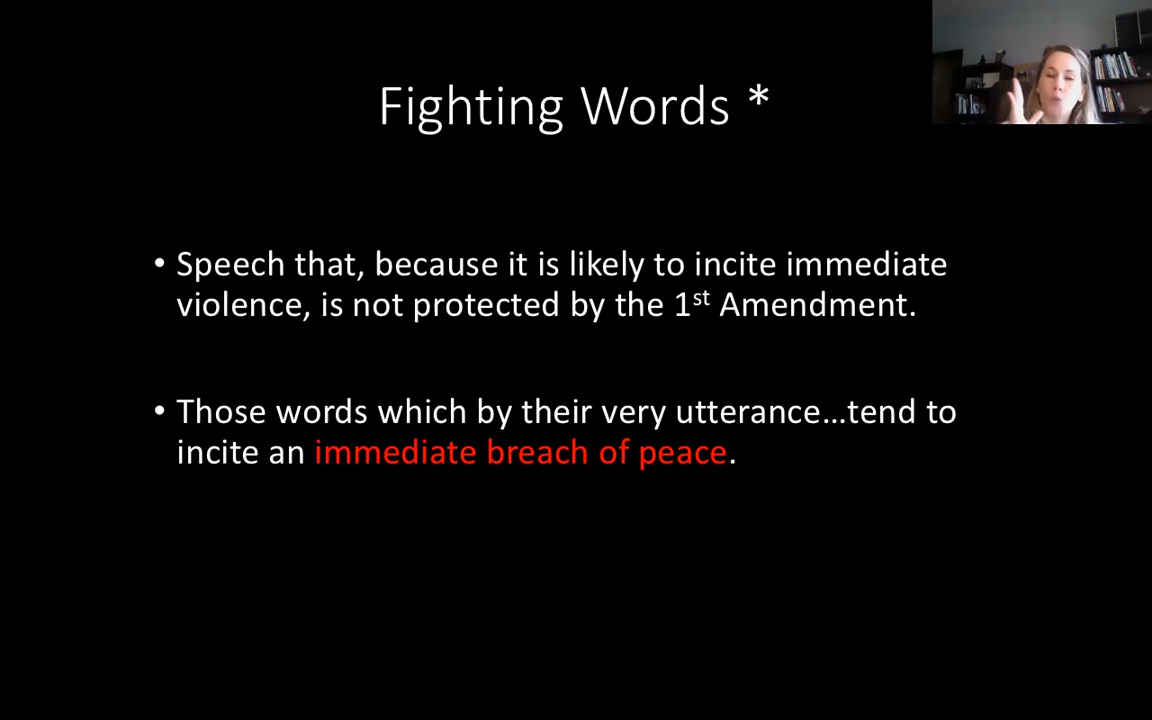 Fighting Words *
• Speech that, because it is likely to incite immediate
violence, is not protected by the 1st Amendment.
• Those words which by their very utterance…tend to
incite an immediate breach of peace.